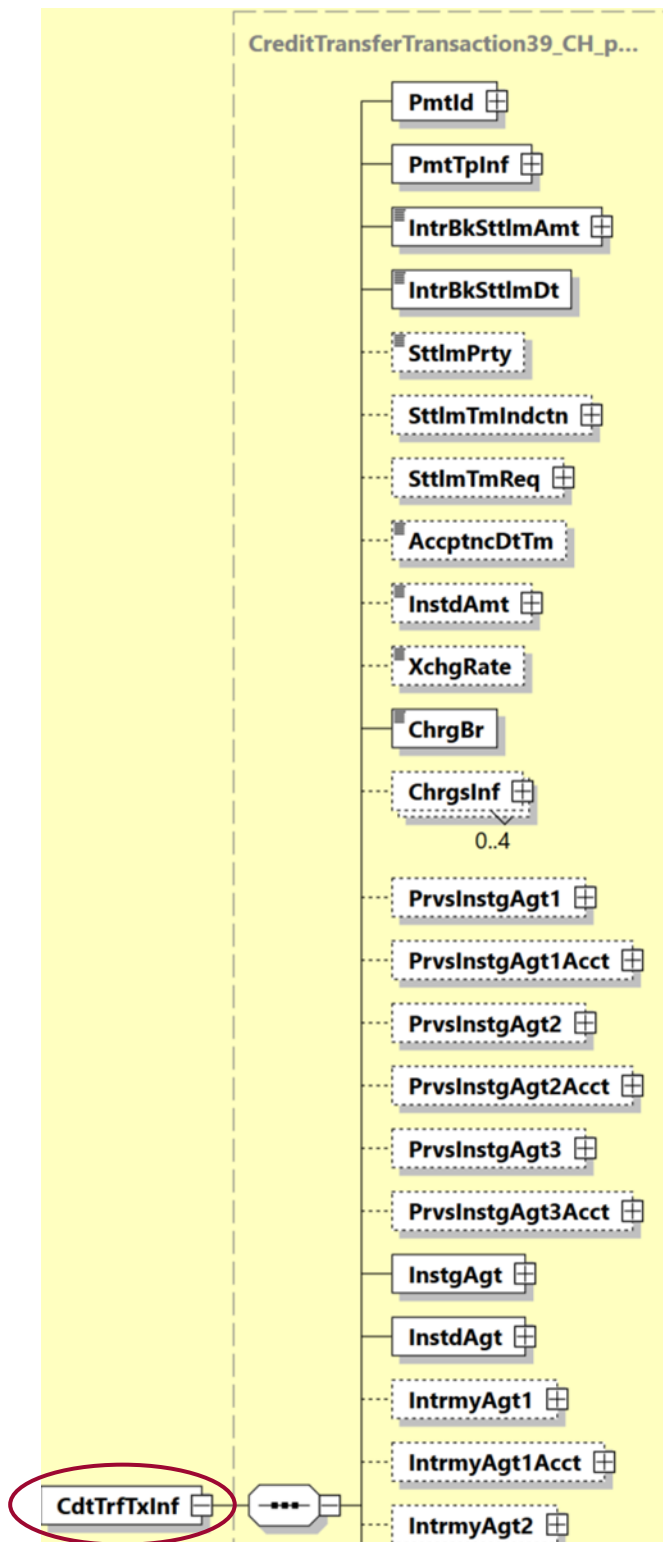 CreditTransferTransaction39_CH_p...
PmtId
PmtTpInf
IntrBkSttlmAmt
IntrBkSttlmDt
SttlmPrty
SttlmTmIndctn
SttlmTmReq
AccptncDtTm
InstdAmt
XchgRate
ChrgBr
ChrgsInf
0..4
PrvsInstgAgt1
PrvsInstgAgt1Acct
PrvsInstgAgt2
PrvsInstgAgt2Acct
PrvsInstgAgt3
PrvsInstgAgt3Acct
InstgAgt
InstdAgt
IntrmyAgt1
IntrmyAgt1Acct
CdtTrfTxInf
IntrmyAgt2